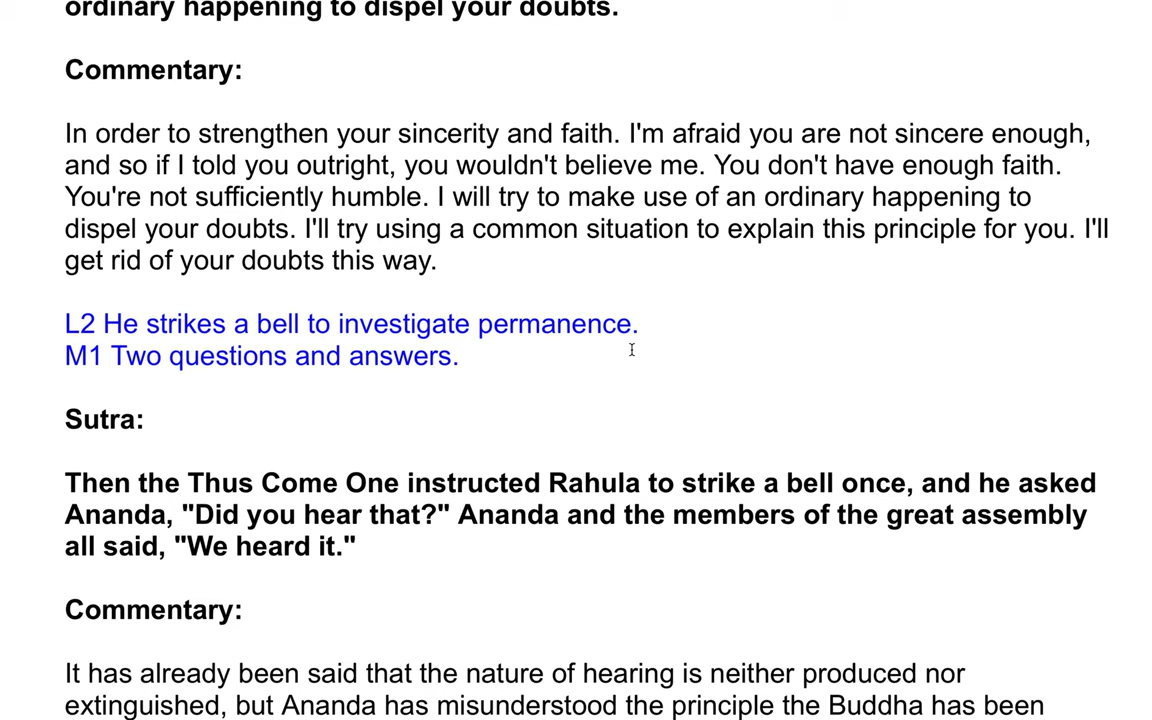 ordinary happening to dispel your doubts.
Commentary:
In order to strengthen your sincerity and faith. I'm afraid you are not sincere enough,
and so if I told you outright, you wouldn't believe me. You don't have enough faith.
You're not sufficiently humble. I will try to make use of an ordinary happening to
dispel your doubts. I'll try using a common situation to explain this principle for you. I'll
get rid of your doubts this way.
L2 He strikes a bell to investigate permanence.
M1 Two questions and answers.
Sutra:
Then the Thus Come One instructed Rahula to strike a bell once, and he asked
Ananda, "Did you hear that?" Ananda and the members of the great assembly
all said, "We heard it."
Commentary:
It has already been said that the nature of hearing is neither produced nor
extinguished, but Ananda has misunderstood the principle the Buddha has been